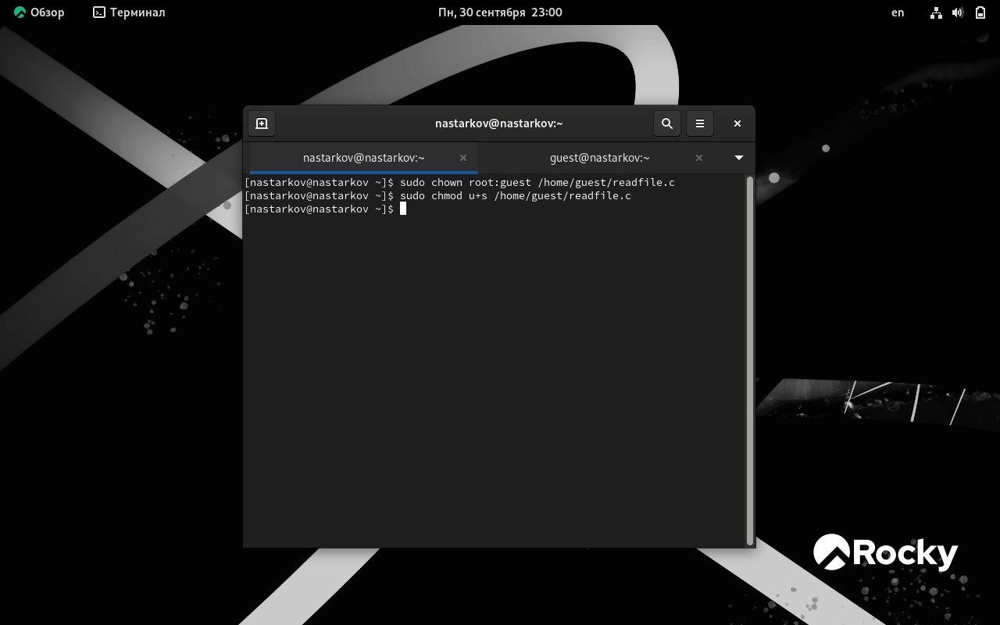 Обзор Терминал Пн, 30 сентября 23:00 en
nastarkov@nastarkov:~
nastarkov@nastarkov:~ guest@nastarkov:~
[nastarkov@nastarkov ~]$ sudo chown root:guest /home/guest/readfile.c
[nastarkov@nastarkov ~]$ sudo chmod u+s /home/guest/readfile.c
[nastarkov@nastarkov ~]$
Rocky